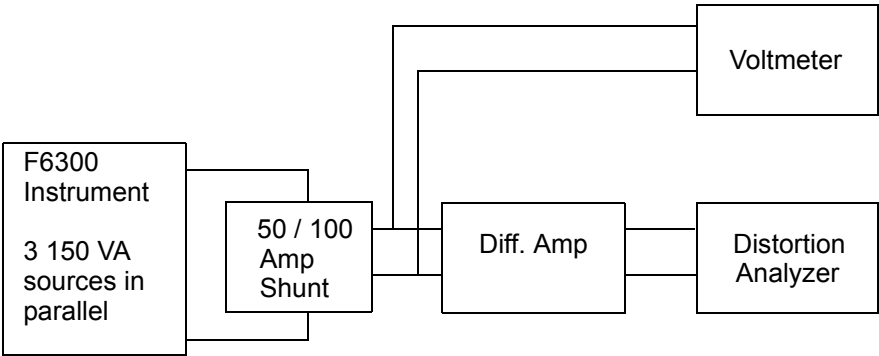 Voltmeter
F6300
Instrument
3 150 VA
sources in
parallel
50 / 100
Amp
Shunt
Diff. Amp
Distortion
Analyzer